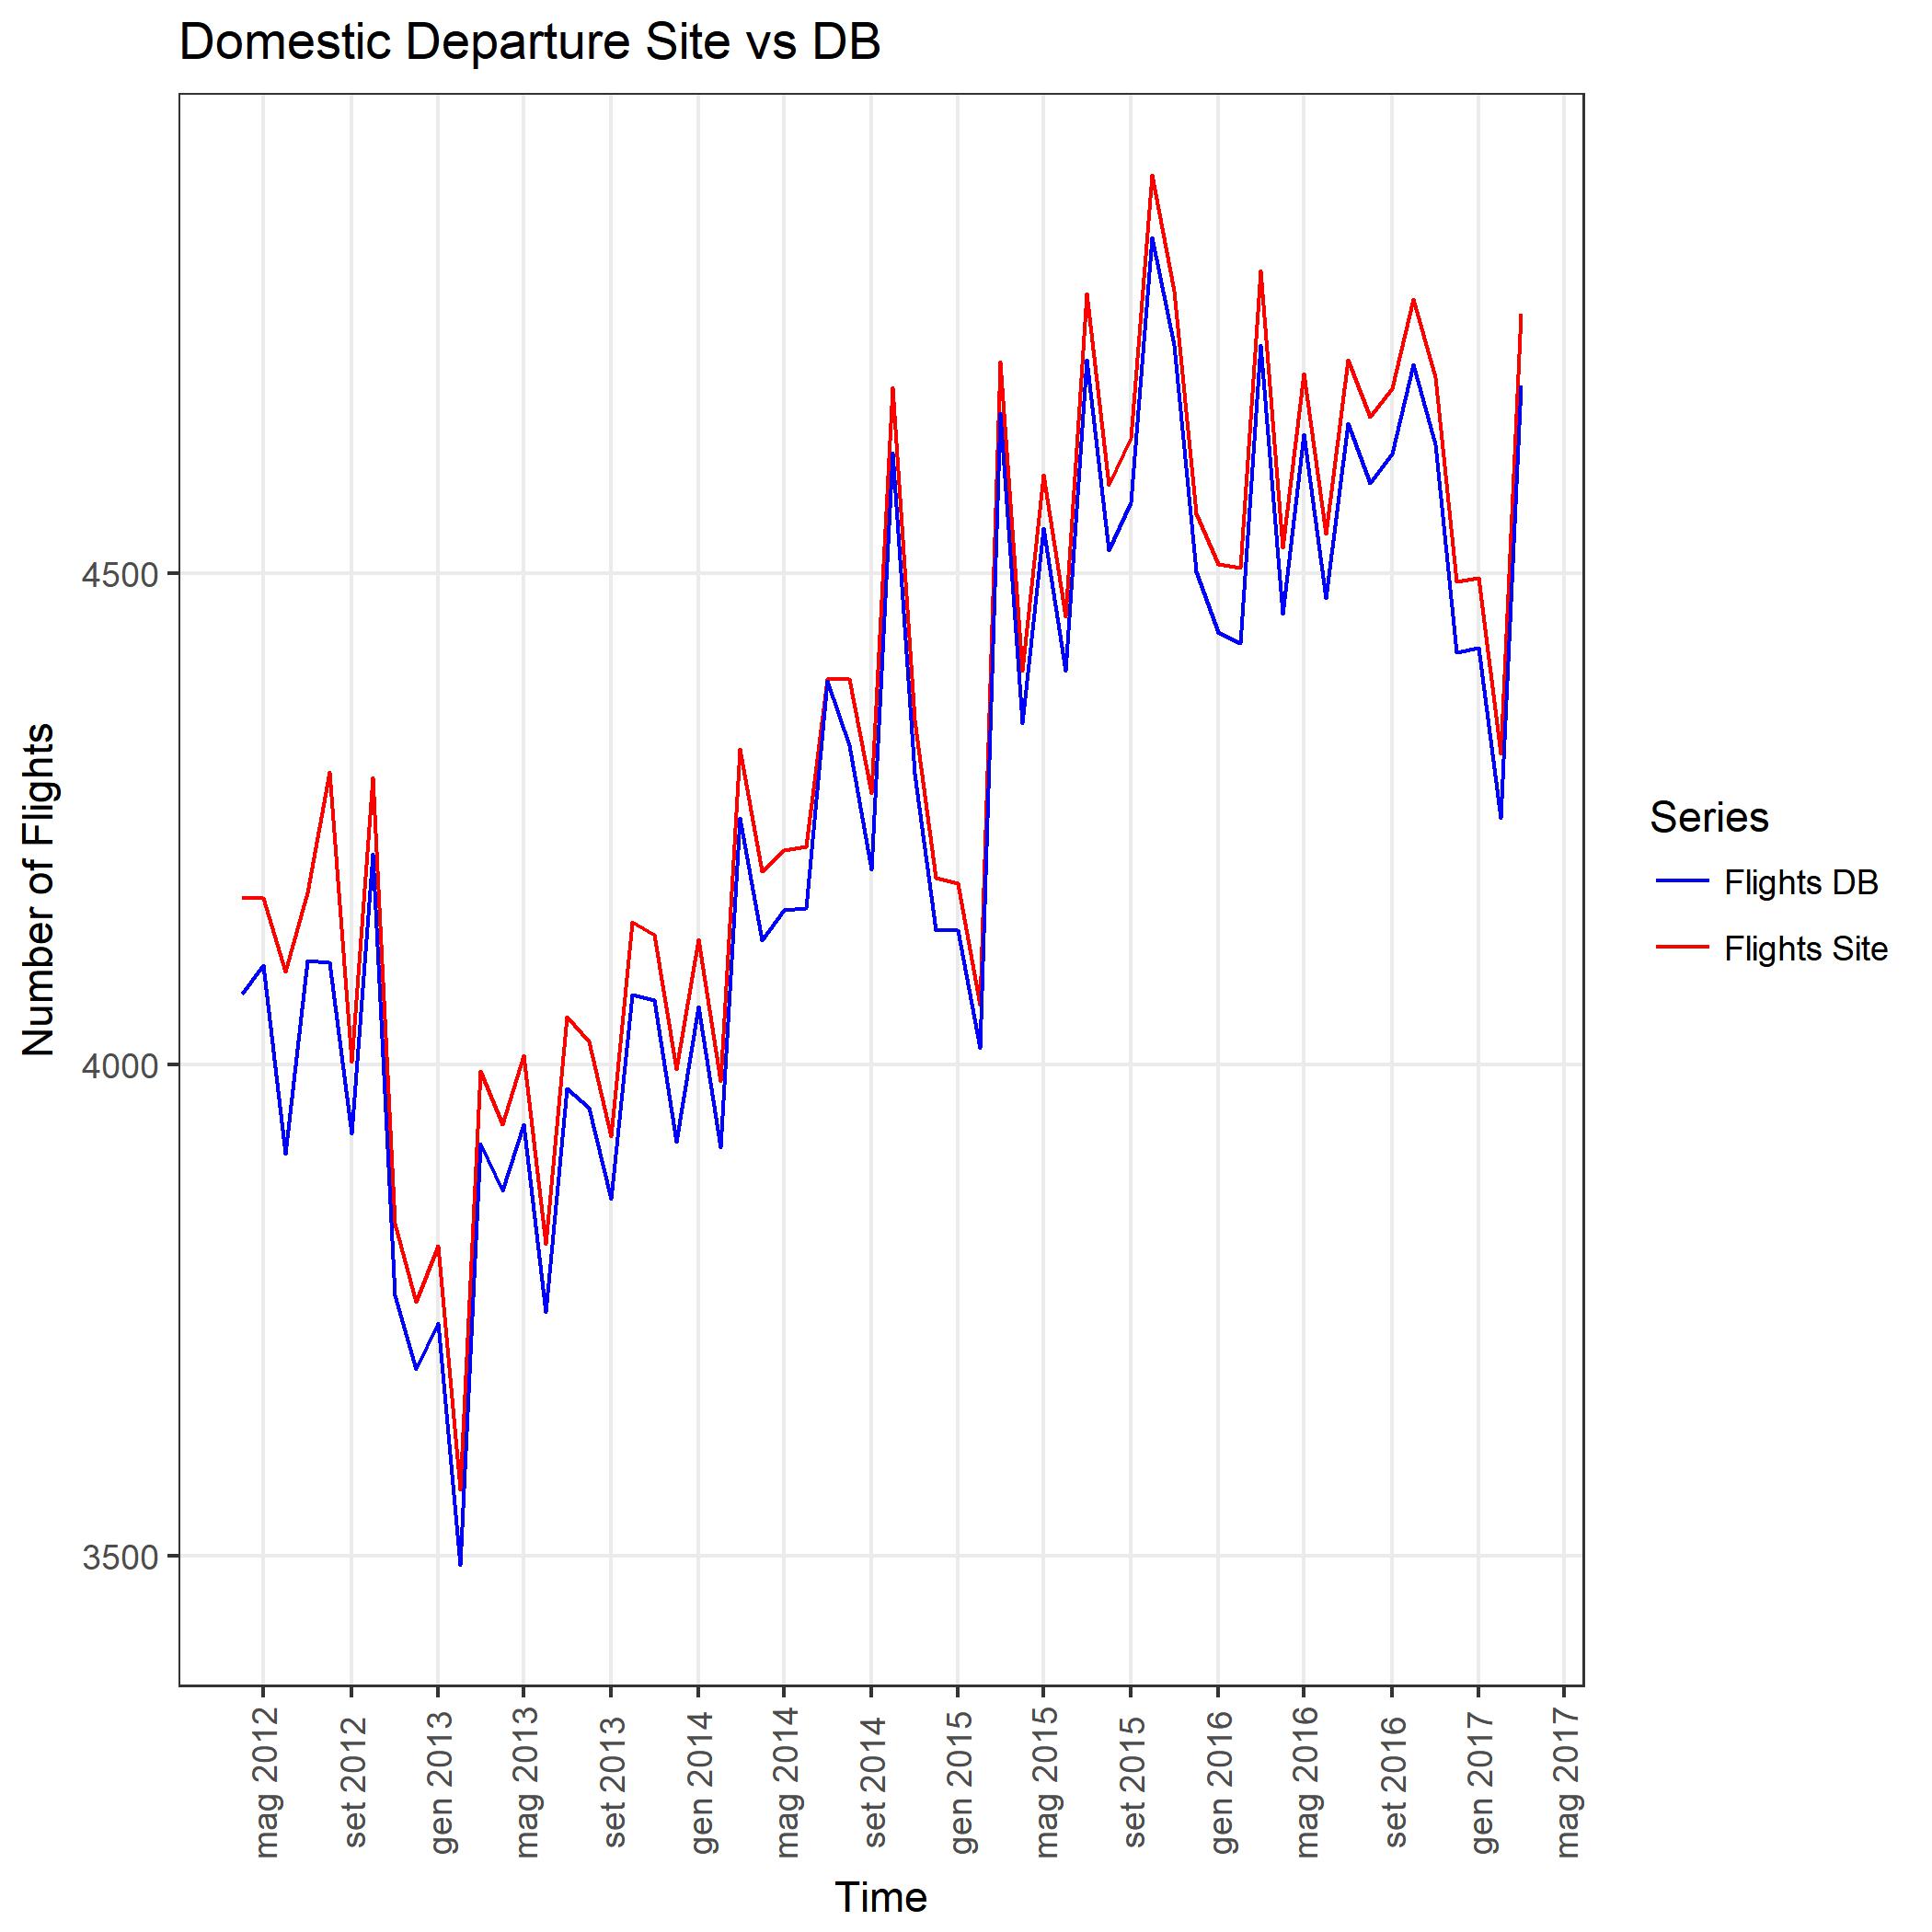 Domestic Departure Site vs DB
Number of Flights
4500
4000
3500
mag 2012
set 2012
gen 2013
mag 2013
set 2013
gen 2014
mag 2014
set 2014
gen 2015
mag 2015
set 2015
gen 2016
mag 2016
set 2016
gen 2017
mag 2017
Time
Series
Flights DB
Flights Site